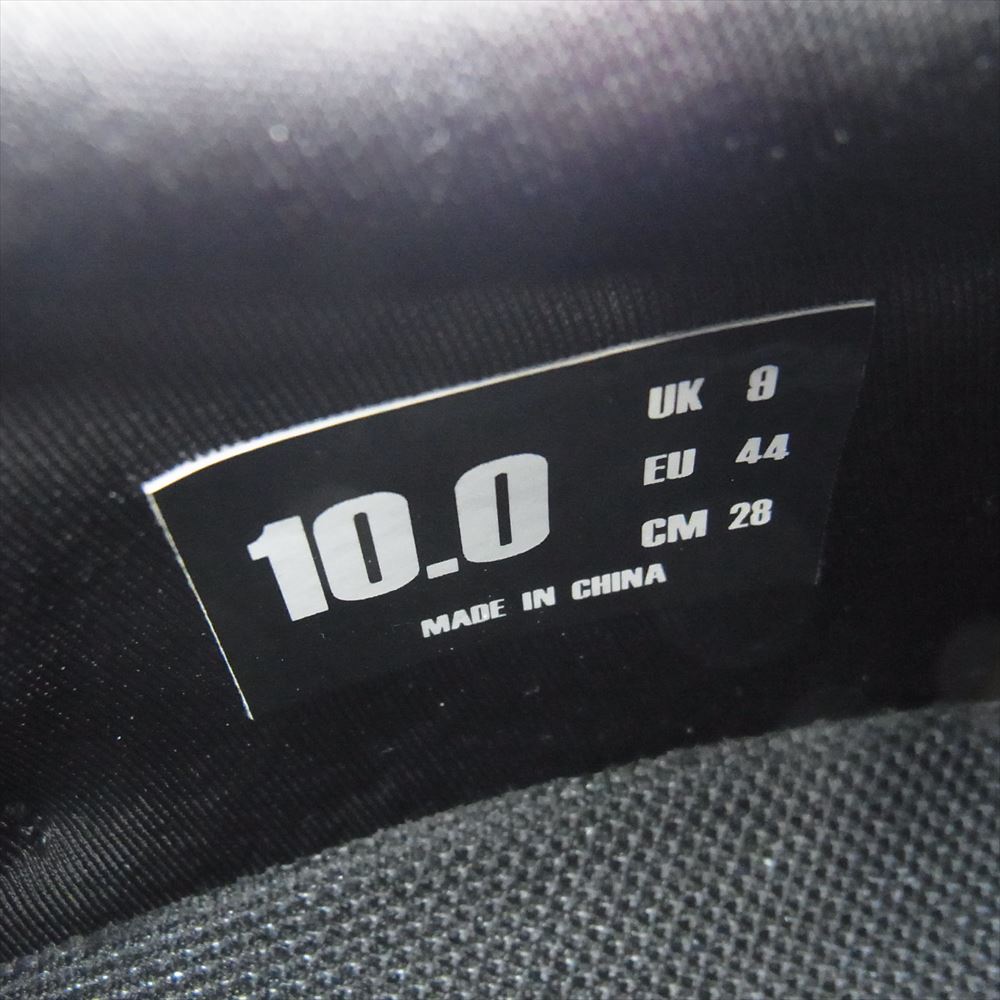 10.0
UK 9
EU 44
CM 28
MADE IN CHINA